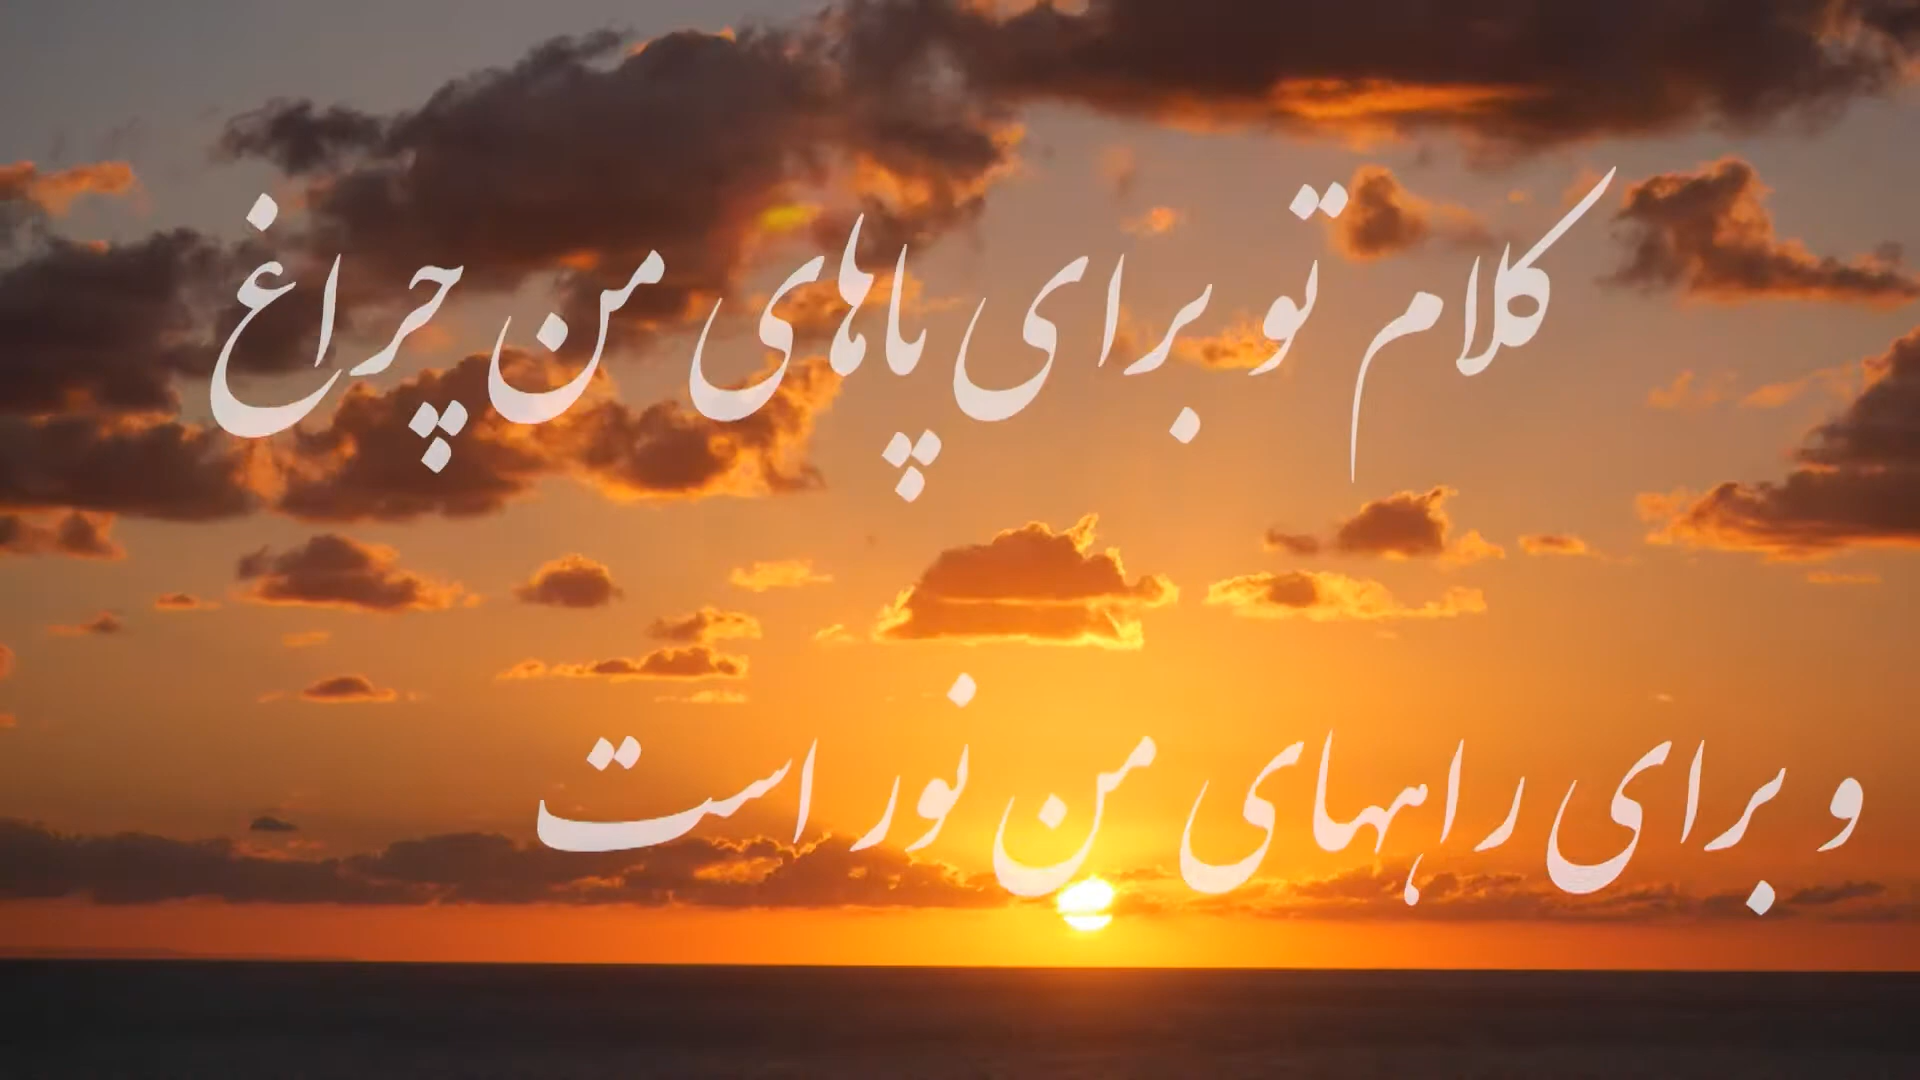 کلام تو برای پاهای من چراغ
و برای راههای من نور است